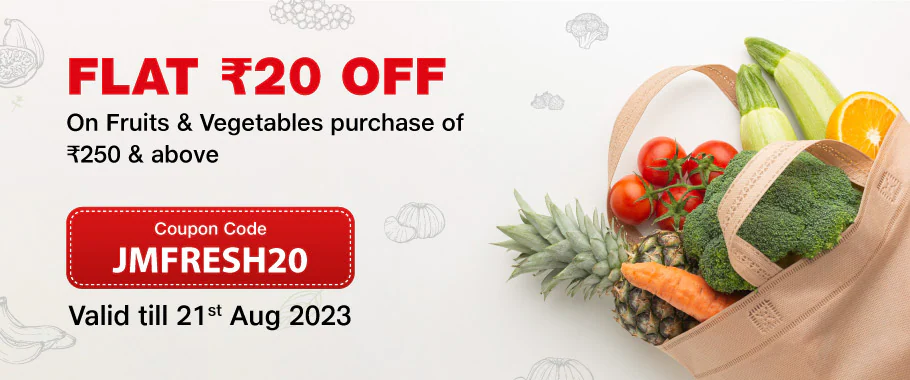 FLAT ₹20 OFF
On Fruits & Vegetables purchase of
₹250 & above
Coupon Code
JMFRESH20
Valid till 21st Aug 2023